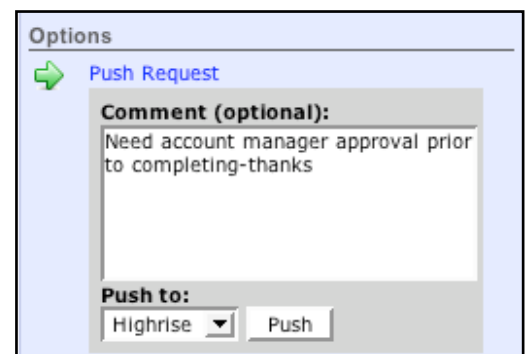 Options
Push Request
Comment (optional):
Need account manager approval prior
to completing-thanks
Push to:
Highrise Push